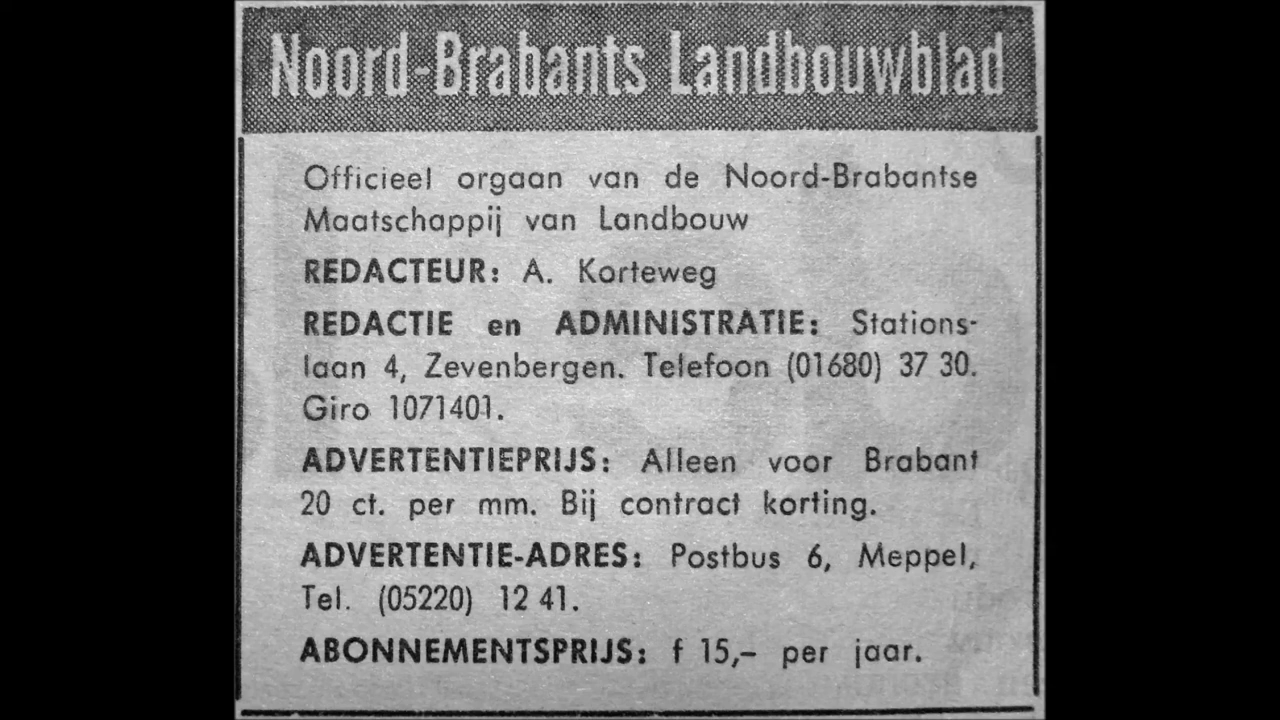 Noord-Brabants Landbouwblad
Officieel orgaan van de Noord-Brabantse
Maatschappij van Landbouw
REDACTEUR: A. Korteweg
REDACTIE en ADMINISTRATIE: Stations-
laan 4, Zevenbergen. Telefoon (01680) 37 30.
Giro 1071401.
ADVERTENTIEPRIJS: Alleen voor Brabant
20 ct. per mm. Bij contract korting.
ADVERTENTIE-ADRES: Postbus 6, Meppel,
Tel. (05220) 12 41.
ABONNEMENTSPRIJS: f 15,– per jaar.